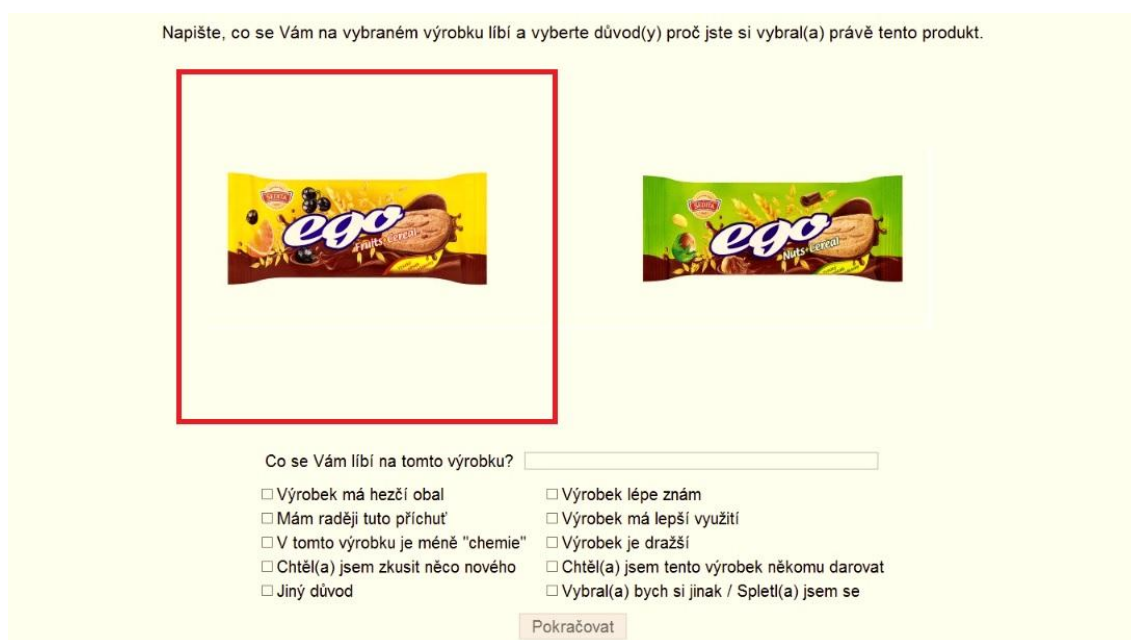 Napište, co se Vám na vybraném výrobku líbí a vyberte důvod(y) proč jste si vybral(a) právě tento produkt.
SEDITA
ego
Fruits+Cereal
SEDITA
ego
Nuts+Cereal
Co se Vám líbí na tomto výrobku?
Výrobek má hezčí obal
Výrobek lépe znám
Mám raději tuto příchuť
Výrobek má lepší využití
V tomto výrobku je méně "chemie"
Výrobek je dražší
Chtěl(a) jsem zkusit něco nového
Chtěl(a) jsem tento výrobek někomu darovat
Jiný důvod
Vybral(a) bych si jinak / Spletl(a) jsem se
Pokračovat